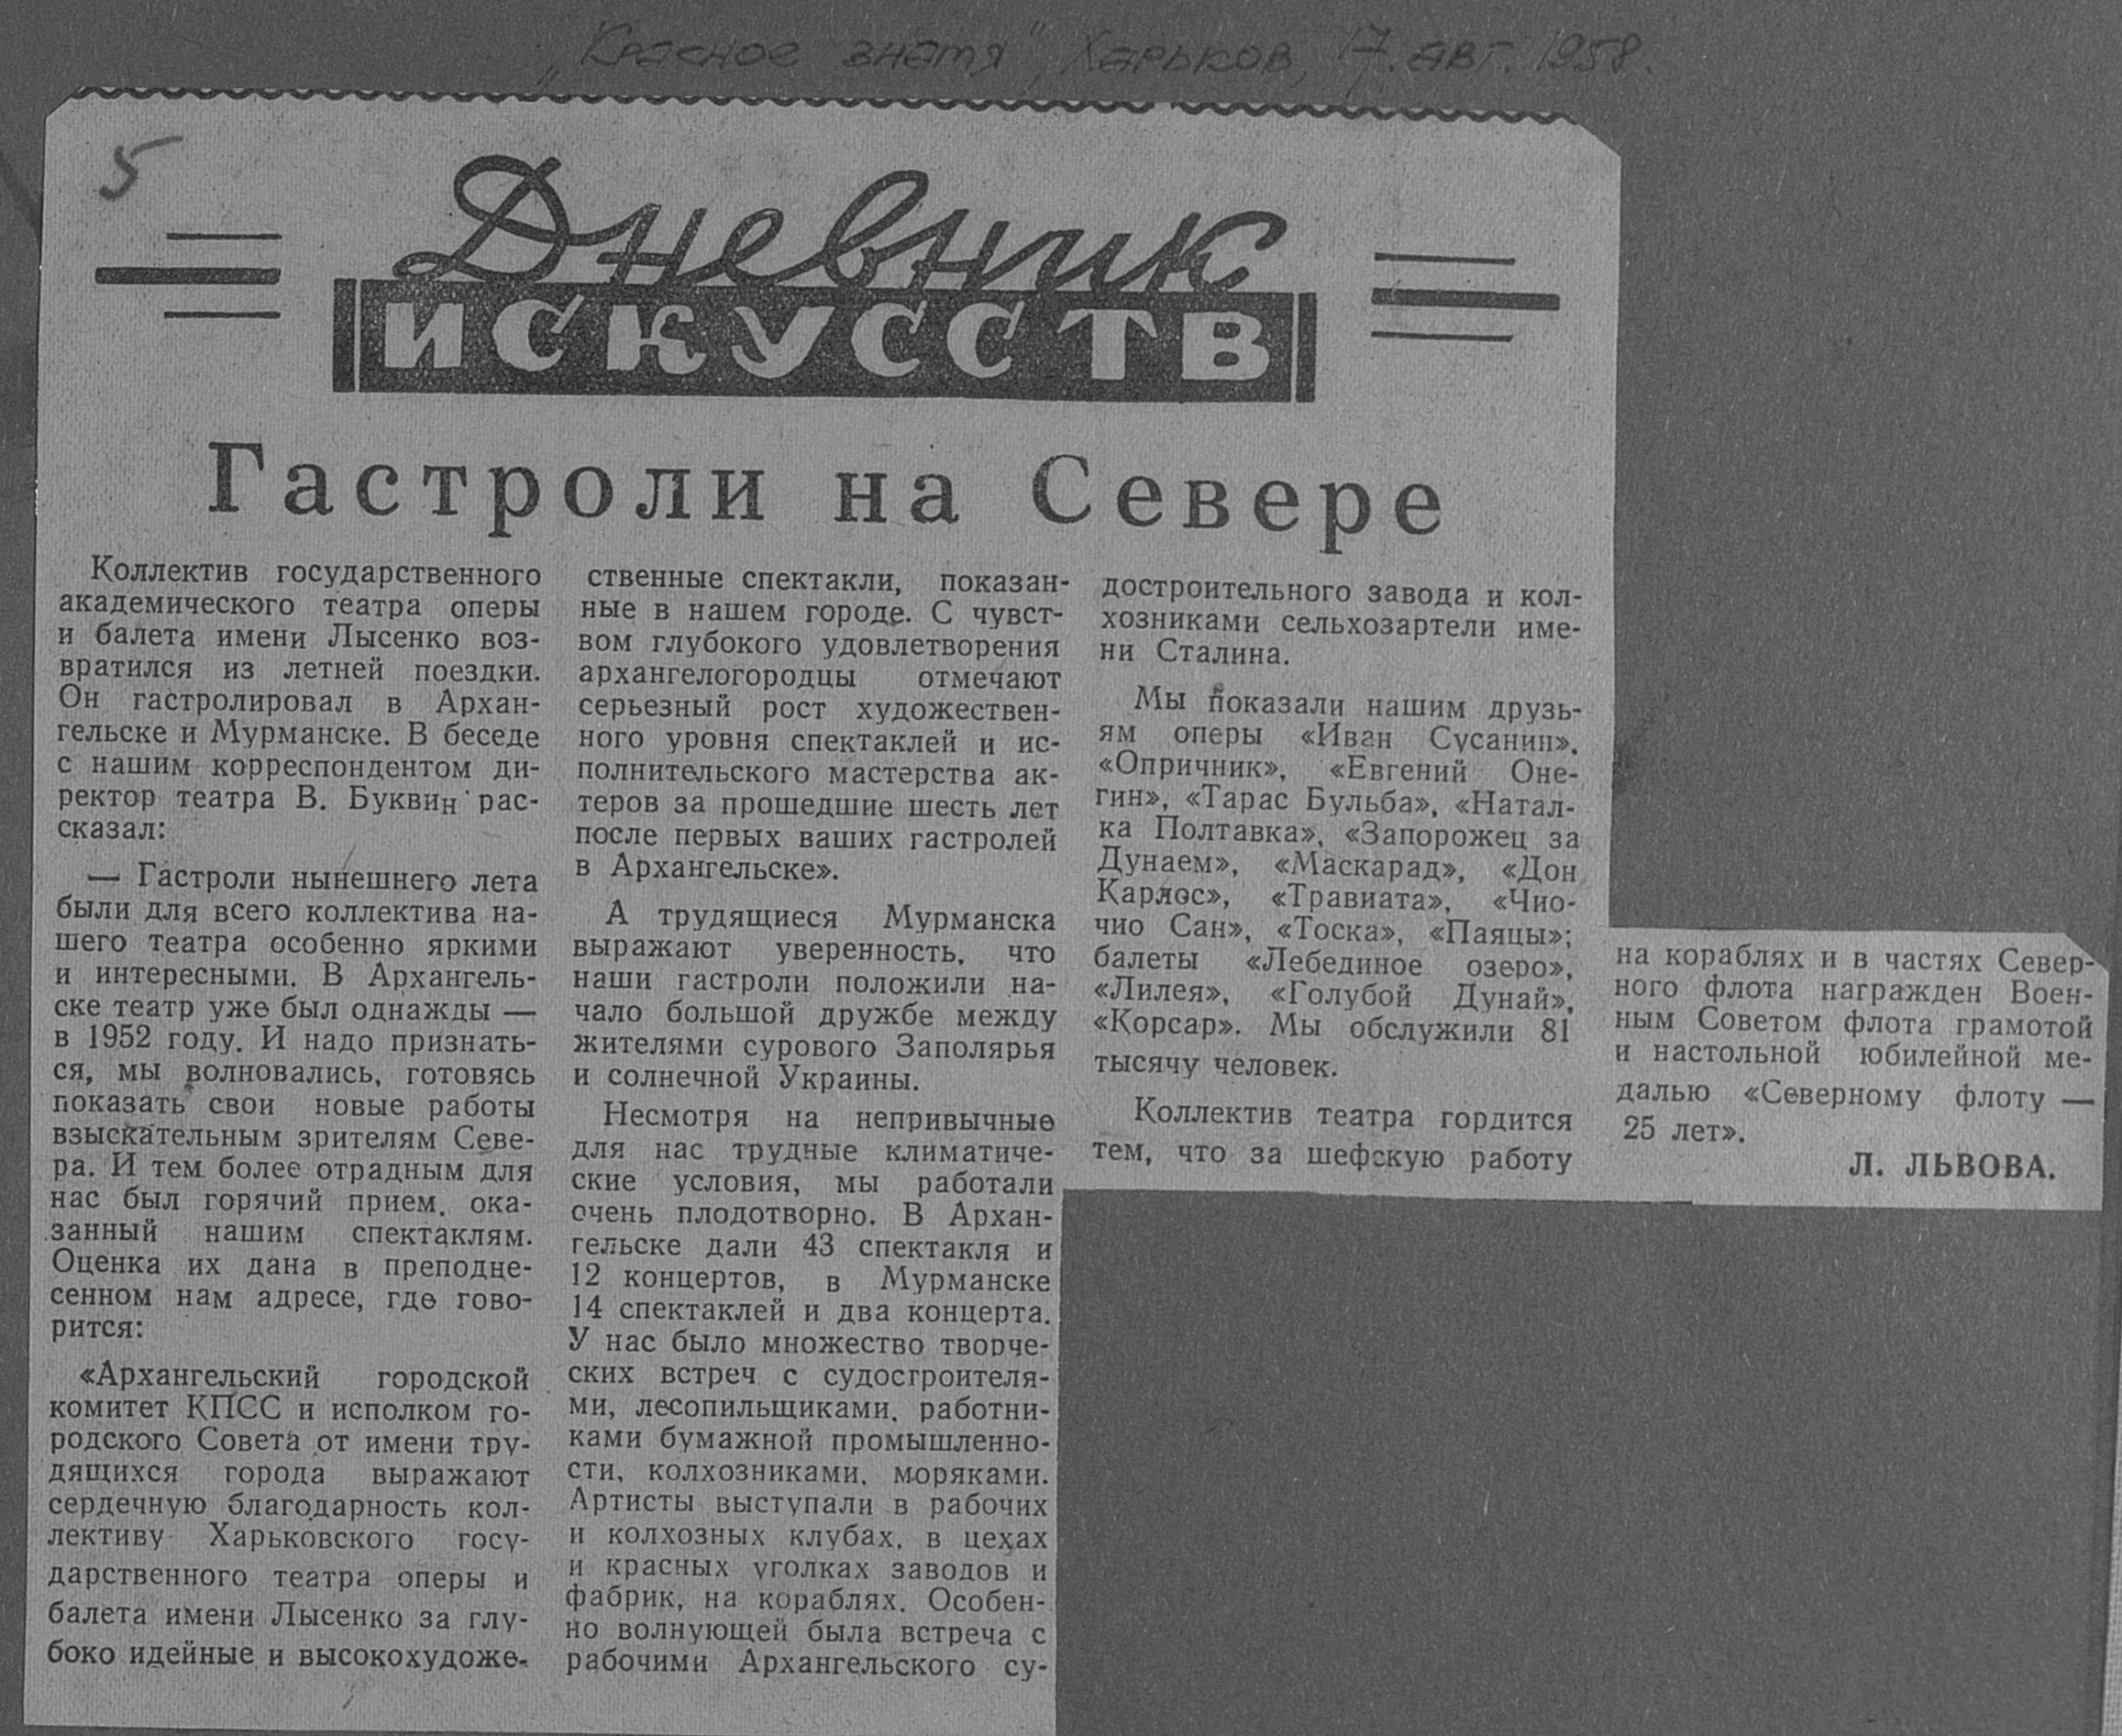 „Красное знамя", Харьков, 17. авг. 1958.
5
Дневник
ИСКУССТВ
Гастроли на Севере
Коллектив государственного
академического театра оперы
и балета имени Лысенко воз-
вратился из летней поездки.
Он гастролировал вАрхан-
гельске и Мурманске. В беседе
с нашим корреспондентом ди-
ректор театра В. Буквин рас-
сказал:
— Гастроли нынешнего лета
были для всего коллектива на-
шего театра особенно яркими
и интересными. В Архангель-
ске театр уже был однажды —
в 1952 году. И надо признать-
ся, мы волновались, готовясь
показать свои новые работы
взыскательным зрителям Севе-
ра. И тем более отрадным для
нас был горячий прием, ока-
занный нашим спектаклям.
Оценка их дана в преподне-
сенном нам адресе, где гово-
рится:
«Архангельский городской
комитет КПСС и исполком го-
родского Совета от имени тру-
дящихся города выражают
сердечную благодарность кол-
лективу Харьковского госу-
дарственного театра оперы и
балета имени Лысенко за глу-
боко идейные и высокохудоже-
ственные спектакли, показан-
ные в нашем городе. С чувст-
вом глубокого удовлетворения
архангелогородцы отмечают
серьезный рост художествен-
ного уровня спектаклей и ис-
полнительского мастерства ак-
теров за прошедшие шесть лет
после первых ваших гастролей
в Архангельске».
А трудящиеся Мурманска
выражают уверенность, что
наши гастроли положили на-
чало большой дружбе между
жителями сурового Заполярья
и солнечной Украины.
Несмотря на непривычные
для нас трудные климатиче-
ские условия, мы работали
очень плодотворно. В Архан-
гельске дали 43 спектакля и
12 концертов, в Мурманске
14 спектаклей и два концерта.
У нас было множество творче-
ских встреч с судостроителя-
ми, лесопильщиками, работни-
ками бумажной промышленно-
сти, колхозниками, моряками.
Артисты выступали в рабочих
и колхозных клубах, в цехах
и красных уголках заводов и
фабрик, на кораблях. Особен-
но волнующей была встреча с
рабочими Архангельского су-
достроительного завода и кол-
хозниками сельхозартели име-
ни Сталина.
Мы показали нашим друзь-
ям оперы «Иван Сусанин»,
«Опричник», «Евгений Оне-
гин», «Тарас Бульба», «Натал-
ка Полтавка», «Запорожец за
Дунаем», «Маскарад», «Дон
Карлос», «Травиата», «Чио-
чио Сан», «Тоска», «Паяцы»;
балеты «Лебединое озеро»,
«Лилея», «Голубой Дунай»,
«Корсар». Мы обслужили 81
тысячу человек.
Коллектив театра гордится
тем, что за шефскую работу
на кораблях и в частях Север-
ного флота награжден Воен-
ным Советом флота грамотой
и настольной юбилейной ме-
далью «Северному флоту —
25 лет».
Л. ЛЬВОВА.